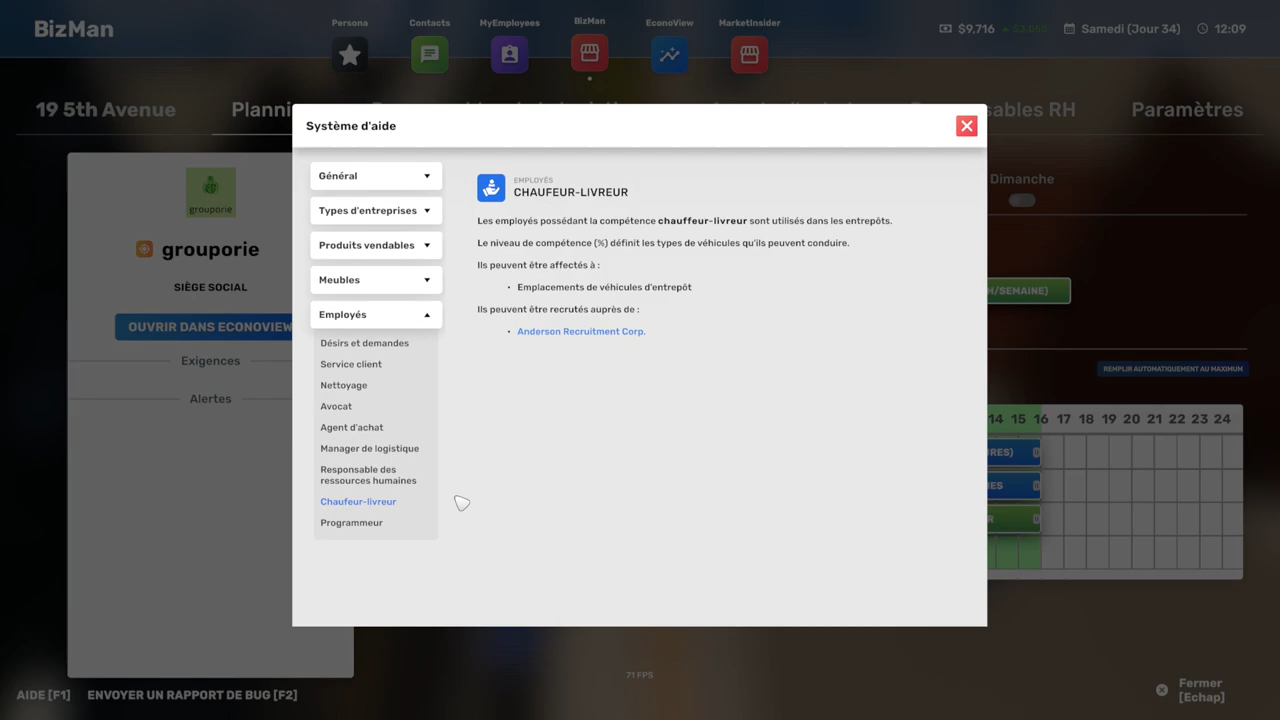 BizMan
Persona
Contacts
MyEmployees
BizMan
EconoView
MarketInsider
$9,716
Samedi (Jour 34)
12:09
19 5th Avenue
Paramètres
Système d'aide
Général
Types d'entreprises
Produits vendables
Meubles
Employés
Désirs et demandes
Service client
Nettoyage
Avocat
Agent d'achat
Manager de logistique
Responsable des
ressources humaines
Chaufeur-livreur
Programmeur
EMPLOYÉS
CHAUFEUR-LIVREUR
Les employés possédant la compétence chauffeur-livreur sont utilisés dans les entrepôts.
Le niveau de compétence (%) définit les types de véhicules qu'ils peuvent conduire.
Ils peuvent être affectés à :
• Emplacements de véhicules d'entrepôt
Ils peuvent être recrutés auprès de :
• Anderson Recruitment Corp.
grouporie
grouporie
SIÈGE SOCIAL
OUVRIR DANS ECONOVIEW
Exigences
Alertes
Dimanche
H/SEMAINE)
REMPLIR AUTOMATIQUEMENT AU MAXIMUM
14 15 16 17 18 19 20 21 22 23 24
71 FPS
AIDE [F1]
ENVOYER UN RAPPORT DE BUG [F2]
Fermer
[Echap]